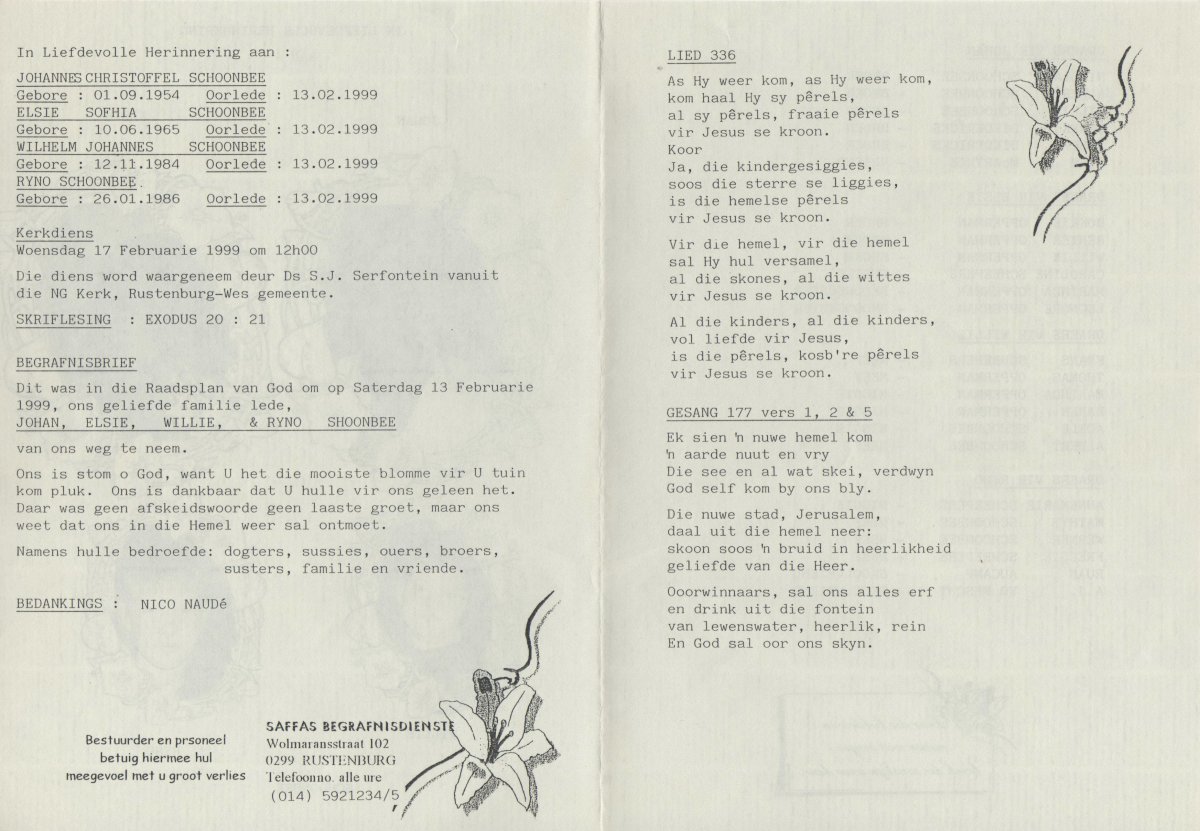 In Liefdevolle Herinnering aan :
JOHANNES CHRISTOFFEL SCHOONBEE
Gebore : 01.09.1954 Oorlede : 13.02.1999
ELSIE SOFHIA SCHOONBEE
Gebore : 10.06.1965 Oorlede : 13.02.1999
WILHELM JOHANNES SCHOONBEE
Gebore : 12.11.1984 Oorlede : 13.02.1999
RYNO SCHOONBEE.
Gebore : 26.01.1986 Oorlede : 13.02.1999
Kerkdiens
Woensdag 17 Februarie 1999 om 12h00
Die diens word waargeneem deur Ds S.J. Serfontein vanuit
die NG Kerk, Rustenburg-Wes gemeente.
SKRIFLESING : EXODUS 20 : 21
BEGRAFNISBRIEF
Dit was in die Raadsplan van God om op Saterdag 13 Februarie
1999, ons geliefde familie lede,
JOHAN, ELSIE, WILLIE, & RYNO SHOONBEE
van ons weg te neem.
Ons is stom o God, want U het die mooiste blomme vir U tuin
kom pluk. Ons is dankbaar dat U hulle vir ons geleen het.
Daar was geen afskeidswoorde geen laaste groet, maar ons
weet dat ons in die Hemel weer sal ontmoet.
Namens hulle bedroefde: dogters, sussies, ouers, broers,
susters, familie en vriende.
BEDANKINGS : NICO NAUDé
Bestuurder en prsoneel
betuig hiermee hul
meegevoel met u groot verlies
SAFFAS BEGRAFNISDIENSTE
Wolmaransstraat 102
0299 RUSTENBURG
Telefoonno. alle ure
(014) 5921234/5
LIED 336
As Hy weer kom, as Hy weer kom,
kom haal Hy sy pêrels,
al sy pêrels, fraaie pêrels
vir Jesus se kroon.
Koor
Ja, die kindergesiggies,
soos die sterre se liggies,
is die hemelse pêrels
vir Jesus se kroon.
Vir die hemel, vir die hemel
sal Hy hul versamel,
al die skones, al die wittes
vir Jesus se kroon.
Al die kinders, al die kinders,
vol liefde vir Jesus,
is die pêrels, kosb're pêrels
vir Jesus se kroon.
GESANG 177 vers 1, 2 & 5
Ek sien 'n nuwe hemel kom
'n aarde nuut en vry
Die see en al wat skei, verdwyn
God self kom by ons bly.
Die nuwe stad, Jerusalem,
daal uit die hemel neer:
skoon soos 'n bruid in heerlikheid
geliefde van die Heer.
Ooorwinnaars, sal ons alles erf
en drink uit die fontein
van lewenswater, heerlik, rein
En God sal oor ons skyn.